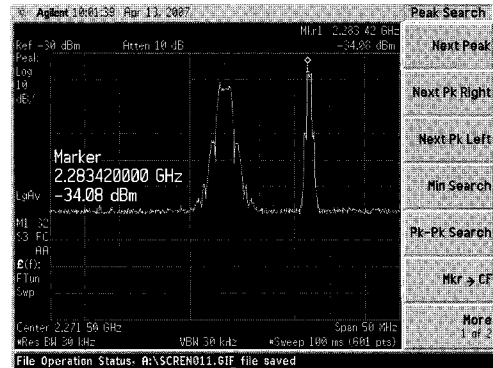 Agilent 10:01:39 Apr 13, 2007
Peak Search
Mkr1 2.283 42 GHz
Ref -30 dBm Atten 10 dB -34.08 dBm
Next Peak
Peak
Log
10
dB/
Next Pk Right
Next Pk Left
Marker
2.283420000 GHz
-34.08 dBm
LgAv
Min Search
M1 S2
S3 FC
AA
Pk-Pk Search
£(f):
FTun
Swp
Mkr → CF
Center 2.271 50 GHz Span 50 MHz
#Res BW 30 kHz VBW 30 kHz #Sweep 100 ms (601 pts)
More
1 of 2
File Operation Status, A:\SCREN011.GIF file saved